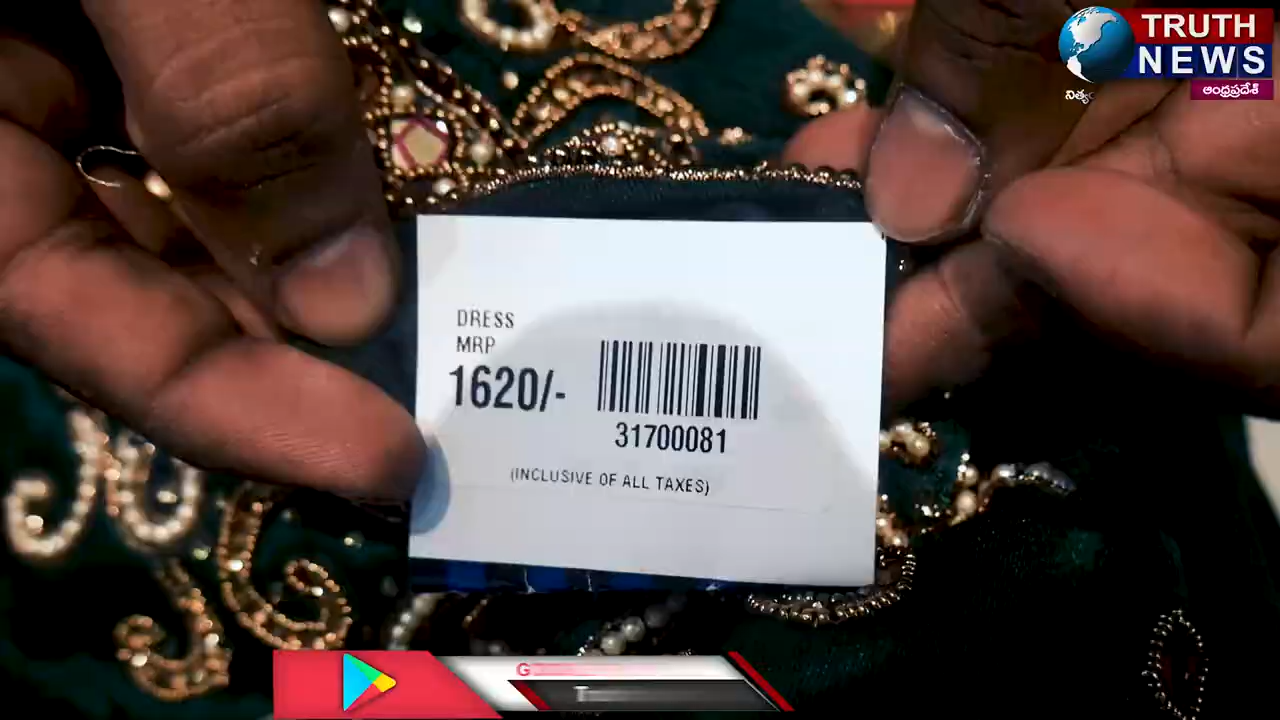 TRUTH
NEWS
ఆంధ్రప్రదేశ్
నిత్య
DRESS
MRP
1620/-
31700081
(INCLUSIVE OF ALL TAXES)
G
T